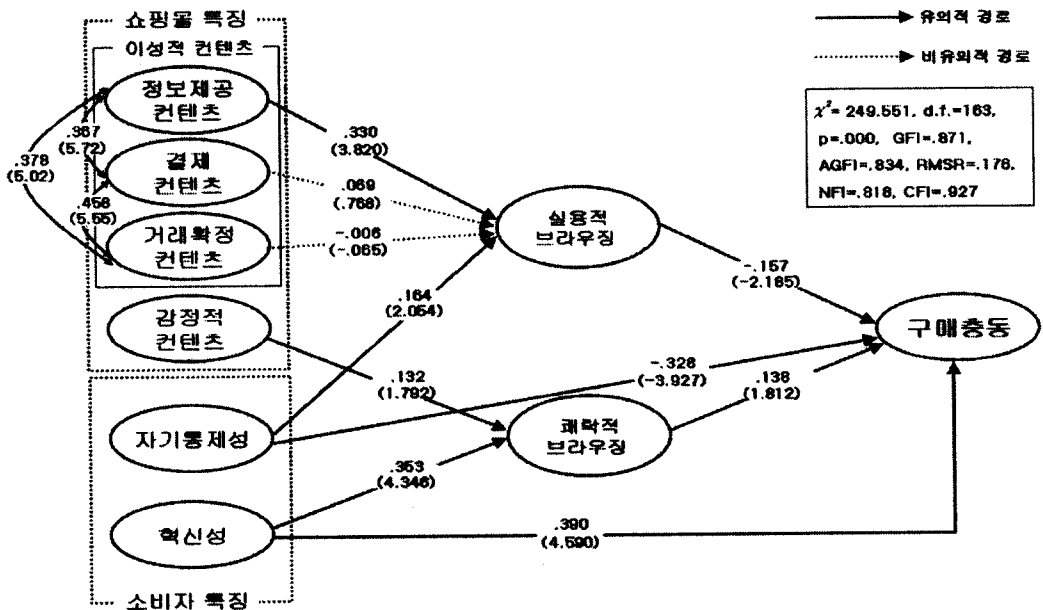 쇼핑몰 특징
이성적 컨텐츠
정보제공
컨텐츠
결제
컨텐츠
거래확정
컨텐츠
감정적
컨텐츠
자기통제성
혁신성
소비자 특징
.367
(5.72)
.378
(5.02)
.458
(5.55)
.330
(3.820)
.069
(.768)
-.006
(-.065)
.164
(2.054)
.132
(1.792)
.353
(4.346)
실용적
브라우징
쾌락적
브라우징
-.157
(-2.185)
-.328
(-3.927)
.138
(1.812)
.390
(4.590)
구매충동
유의적 경로
비유의적 경로
χ²= 249.551, d.f.=163,
p=.000, GFI=.871,
AGFI=.834, RMSR=.176,
NFI=.818, CFI=.927